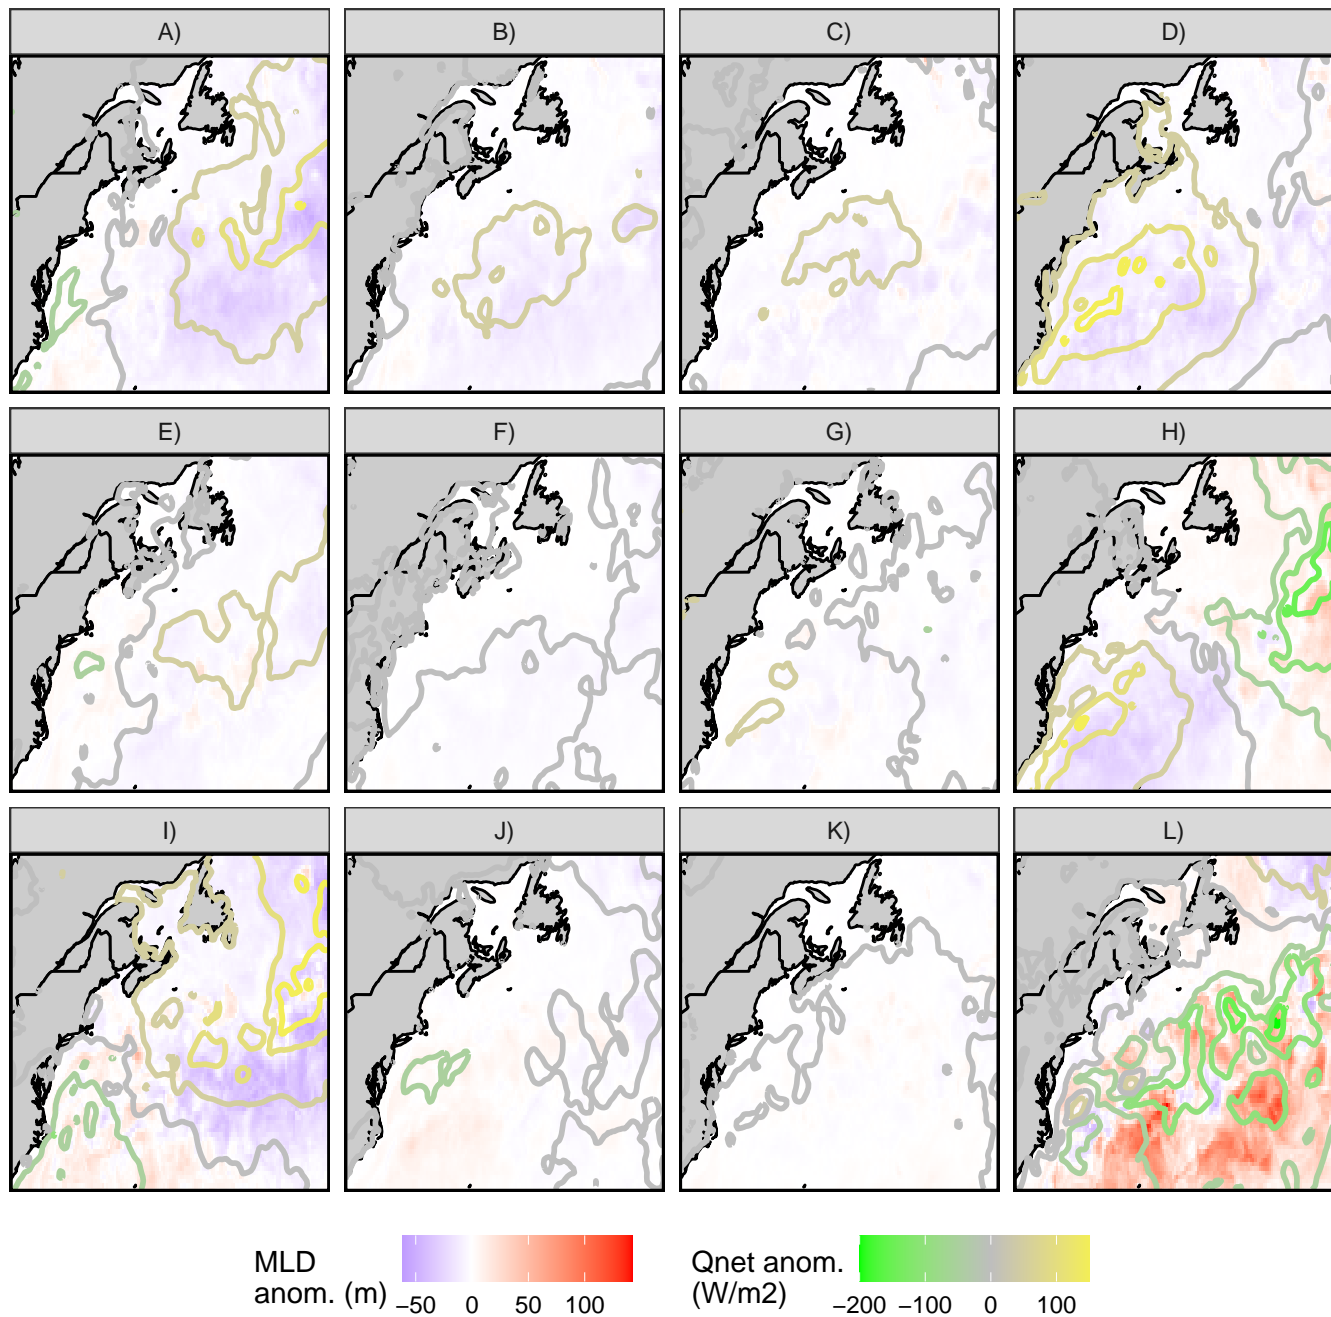 A)
B)
C)
D)
E)
F)
G)
H)
I)
J)
K)
L)
MLD
anom. (m)
−50 0 50 100
Qnet anom.
(W/m2)
−200 −100 0 100